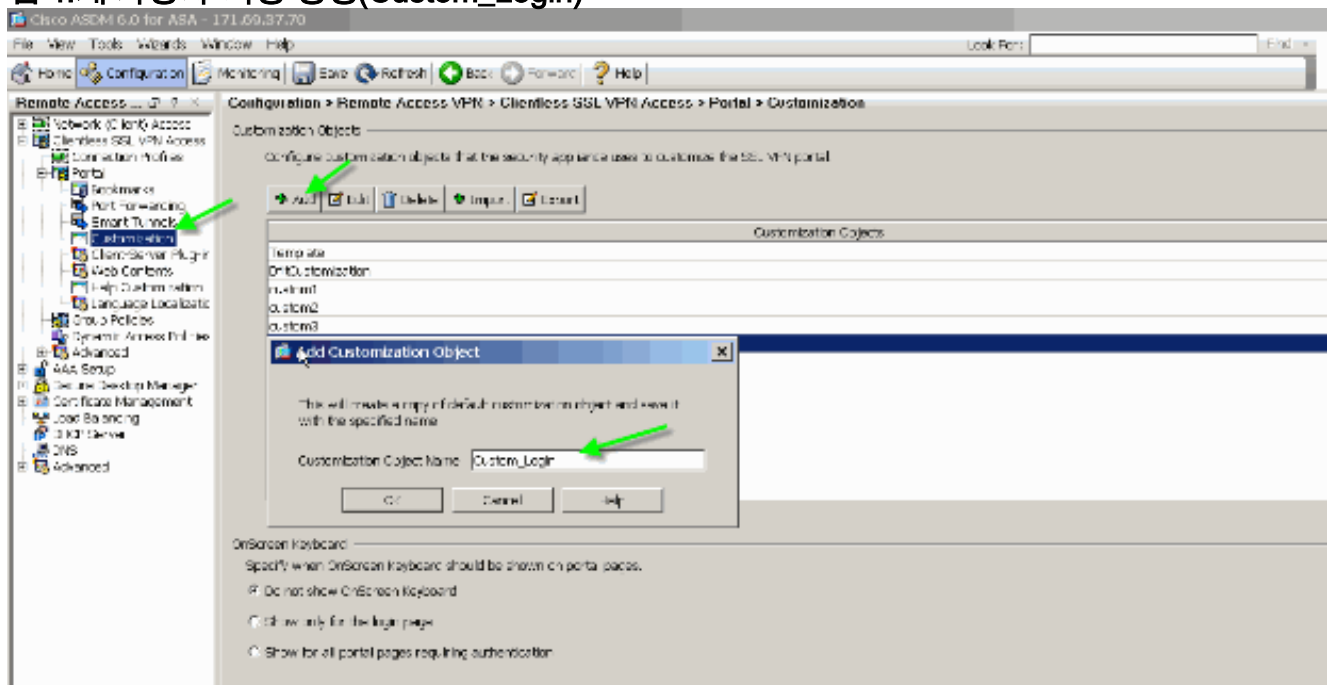 (Custom_Login)
Cisco ASDM 6.0 for ASA - 171.69.37.70
File View Tools Wizards Window Help
Look For:
Home Configuration Monitoring Save Refresh Back Forward Help
Remote Access ...
Configuration > Remote Access VPN > Clientless SSL VPN Access > Portal > Customization
Network (Client) Access
Clientless SSL VPN Access
Connection Profiles
Portal
Bookmarks
Port Forwarding
Smart Tunnels
Customization
Client-Server Plug-in
Web Contents
Help Customization
Language Localizatic
Group Policies
Dynamic Access Policies
Advanced
AAA Setup
Secure Desktop Manager
Certificate Management
Load Balancing
DHCP Server
DNS
Advanced
Customization Objects
Configure customization objects that the security appliance uses to customize the SSL VPN portal
Add Edit Delete Import Export
Customization Objects
Template
DfltCustomization
custom1
custom2
custom3
Add Customization Object
This will create a copy of default customization object and save it
with the specified name
Customization Object Name Custom_Login
OK Cancel Help
OnScreen Keyboard
Specify when OnScreen Keyboard should be shown on portal pages.
Do not show OnScreen Keyboard
Show only for the login page
Show for all portal pages requiring authentication